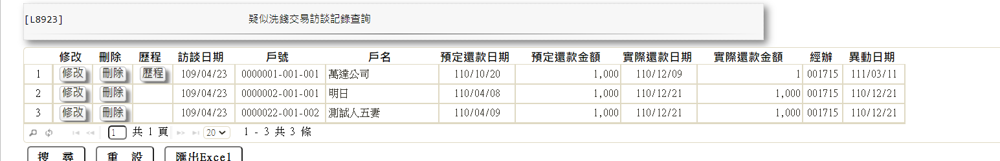 [L8923] 疑似洗錢交易訪談記錄查詢
修改 刪除 歷程 訪談日期 戶號 戶名 預定還款日期 預定還款金額 實際還款日期 實際還款金額 經辦 異動日期
1 修改 刪除 歷程 109/04/23 0000001-001-001 萬達公司 110/10/20 1,000 110/12/09 1 001715 111/03/11
2 修改 刪除 109/04/23 0000002-001-001 明日 110/04/08 1,000 110/12/21 1,000 001715 110/12/21
3 修改 刪除 109/04/23 0000022-001-002 測試人五妻 110/04/09 1,000 110/12/21 1,000 001715 110/12/21
1 共 1 頁 20 1 - 3 共 3 條
搜 尋 重 設 匯出Excel